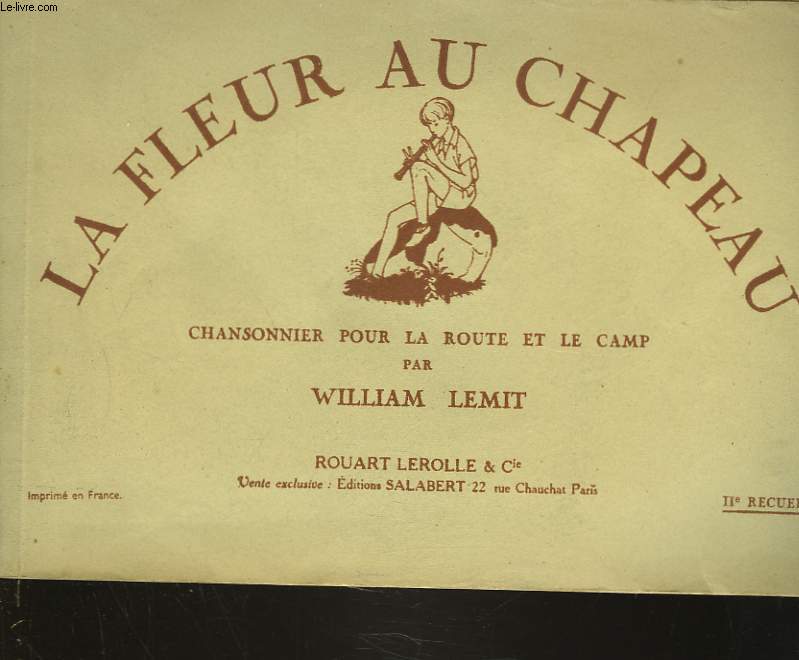 Le-livre.com
LA FLEUR AU CHAPEAU
CHANSONNIER POUR LA ROUTE ET LE CAMP
PAR
WILLIAM LEMIT
ROUART LEROLLE & Cie
Vente exclusive : Éditions SALABERT 22 rue Chauchat Paris
Imprimé en France.
IIe RECUEI